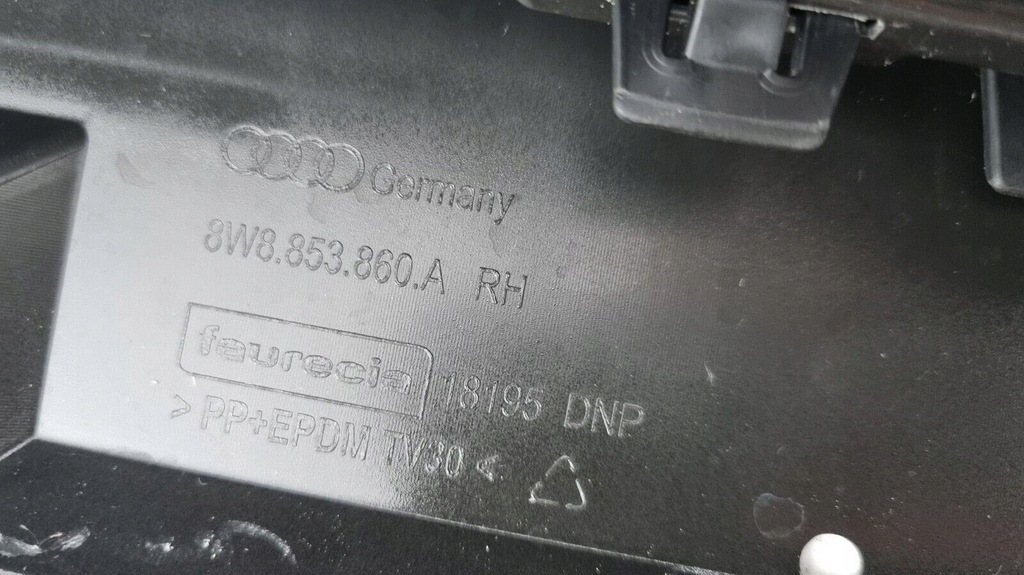 Germany
8W8.853.860.A RH
faurecia 18195 DNP
>PP+EPDM TV30<